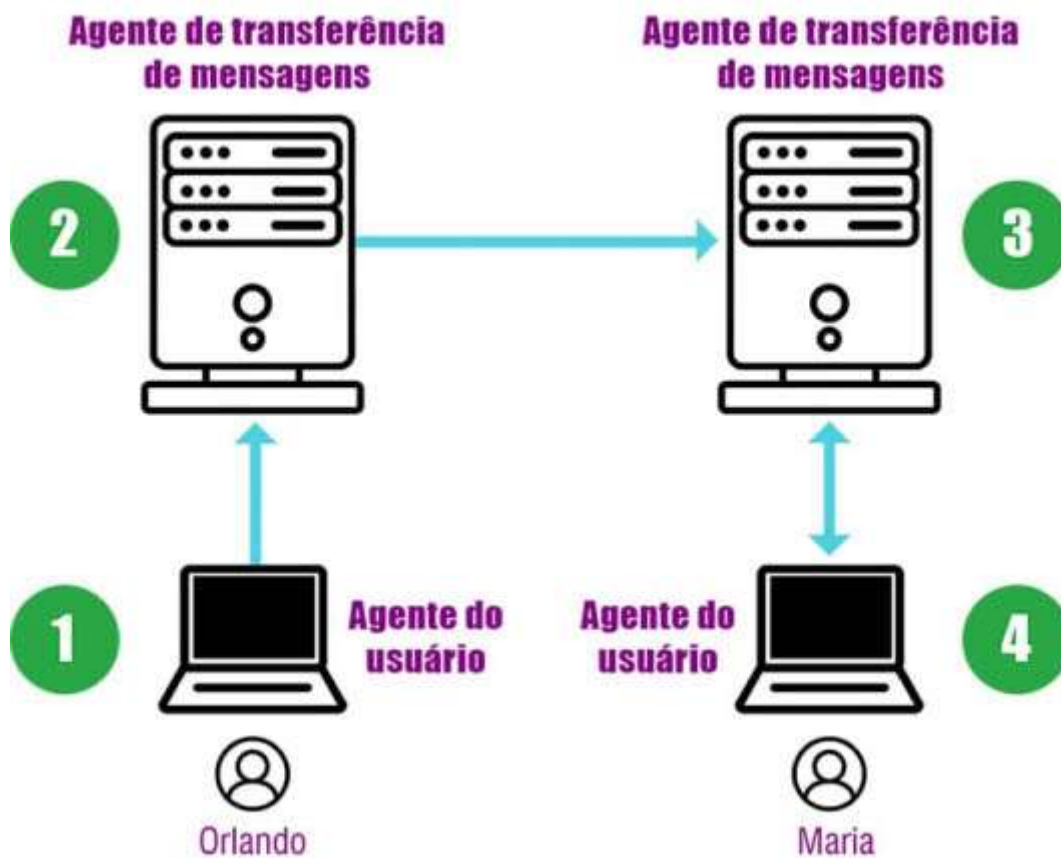 Agente de transferência
de mensagens
Agente de transferência
de mensagens
2
3
1
Agente do
usuário
Agente do
usuário
4
Orlando
Maria